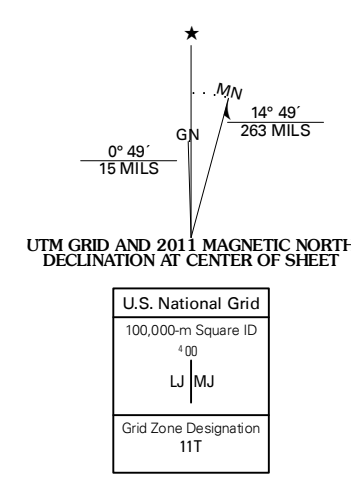 ★
MN
14° 49´
263 MILS
GN
0° 49´
15 MILS
UTM GRID AND 2011 MAGNETIC NORTH
DECLINATION AT CENTER OF SHEET
U.S. National Grid
100,000-m Square ID
⁴00
LJ MJ
Grid Zone Designation
11T